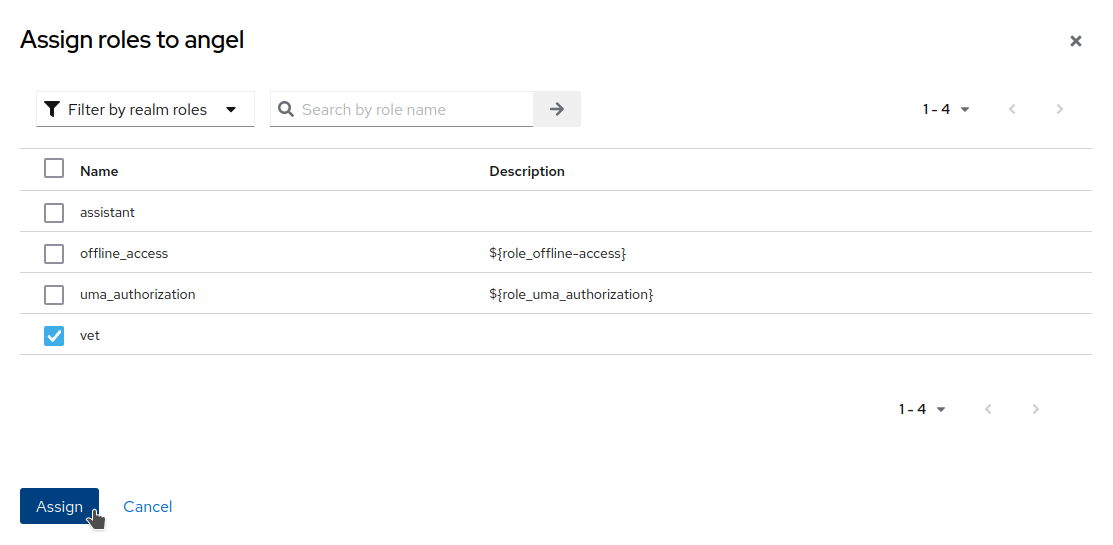 Assign roles to angel
Filter by realm roles
Search by role name
1 - 4
Name Description
assistant
offline_access ${role_offline-access}
uma_authorization ${role_uma_authorization}
vet
1 - 4
Assign Cancel